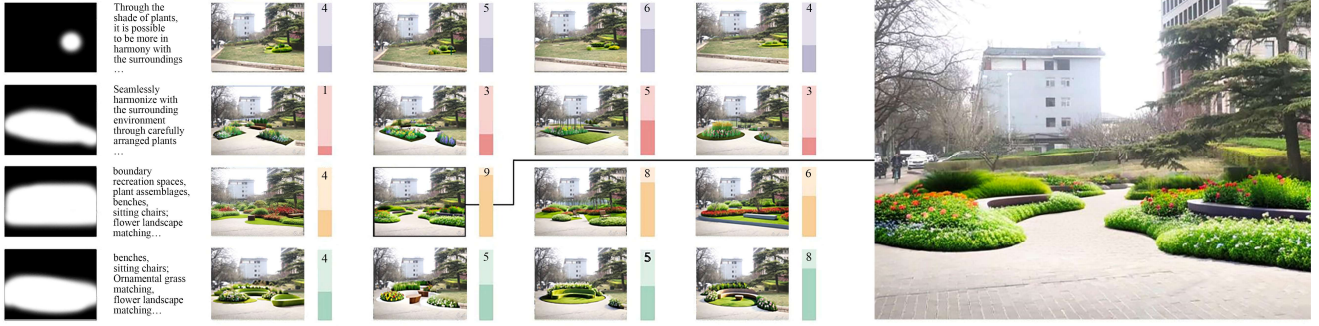 Through the
shade of plants,
it is possible
to be more in
harmony with
the surroundings
…
4
5
6
4
Seamlessly
harmonize with
the surrounding
environment
through carefully
arranged plants
…
1
3
5
3
boundary
recreation spaces,
plant assemblages,
benches,
sitting chairs;
flower landscape
matching…
4
9
8
6
benches,
sitting chairs;
Ornamental grass
matching,
flower landscape
matching…
4
5
5
8